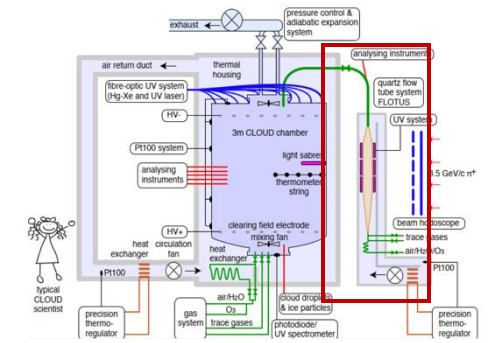 pressure control &
adiabatic expansion
system
exhaust
analysing instruments
air return duct
thermal
housing
fibre-optic UV system
(Hg-Xe and UV laser)
quartz flow
tube system
FLOTUS
HV-
UV system
3m CLOUD chamber
Pt100 system
light sabre
analysing
instruments
thermometer
string
3.5 GeV/c π+
HV+
clearing field electrode
mixing fan
beam hodoscope
trace gases
air/H₂O/O₃
heat
exchanger
circulation
fan
heat
exchanger
Pt100
Pt100
typical
CLOUD
scientist
precision
thermo-
regulator
gas
system
air/H₂O
O₃
trace gases
cloud droplets
& ice particles
photodiode/
UV spectrometer
precision
thermo-
regulator